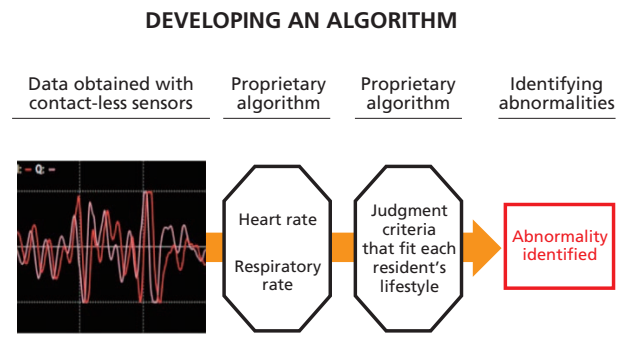 DEVELOPING AN ALGORITHM
Data obtained with
contact-less sensors
Proprietary
algorithm
Proprietary
algorithm
Identifying
abnormalities
Q: –
Heart rate
Respiratory
rate
Judgment
criteria
that fit each
resident's
lifestyle
Abnormality
identified